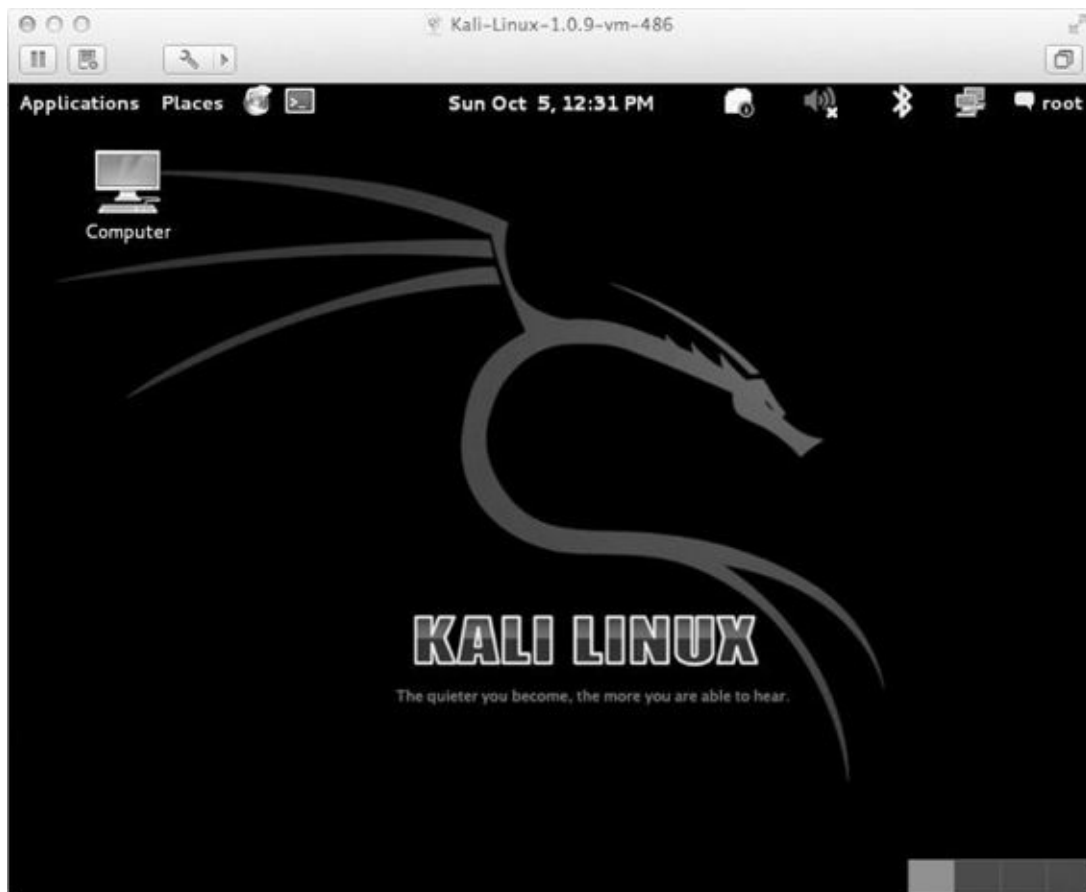 Kali-Linux-1.0.9-vm-486
Applications Places Sun Oct 5, 12:31 PM root
Computer
KALI LINUX
The quieter you become, the more you are able to hear.